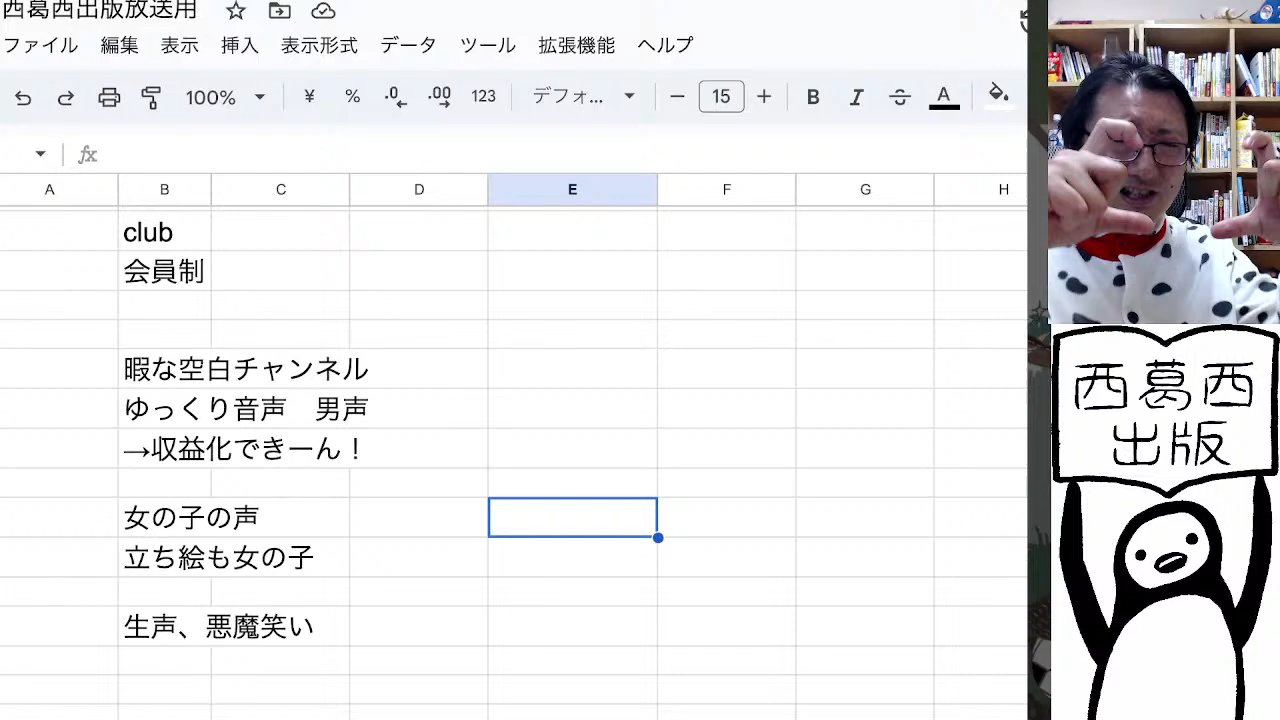 西葛西出版放送用
ファイル 編集 表示 挿入 表示形式 データ ツール 拡張機能 ヘルプ
100% ¥ % .0 .00 123 デフォ... 15 B I S A
fx
A B C D E F G H
club
会員制
暇な空白チャンネル
ゆっくり音声 男声
→収益化できーん！
女の子の声
立ち絵も女の子
生声、悪魔笑い
西葛西
出版